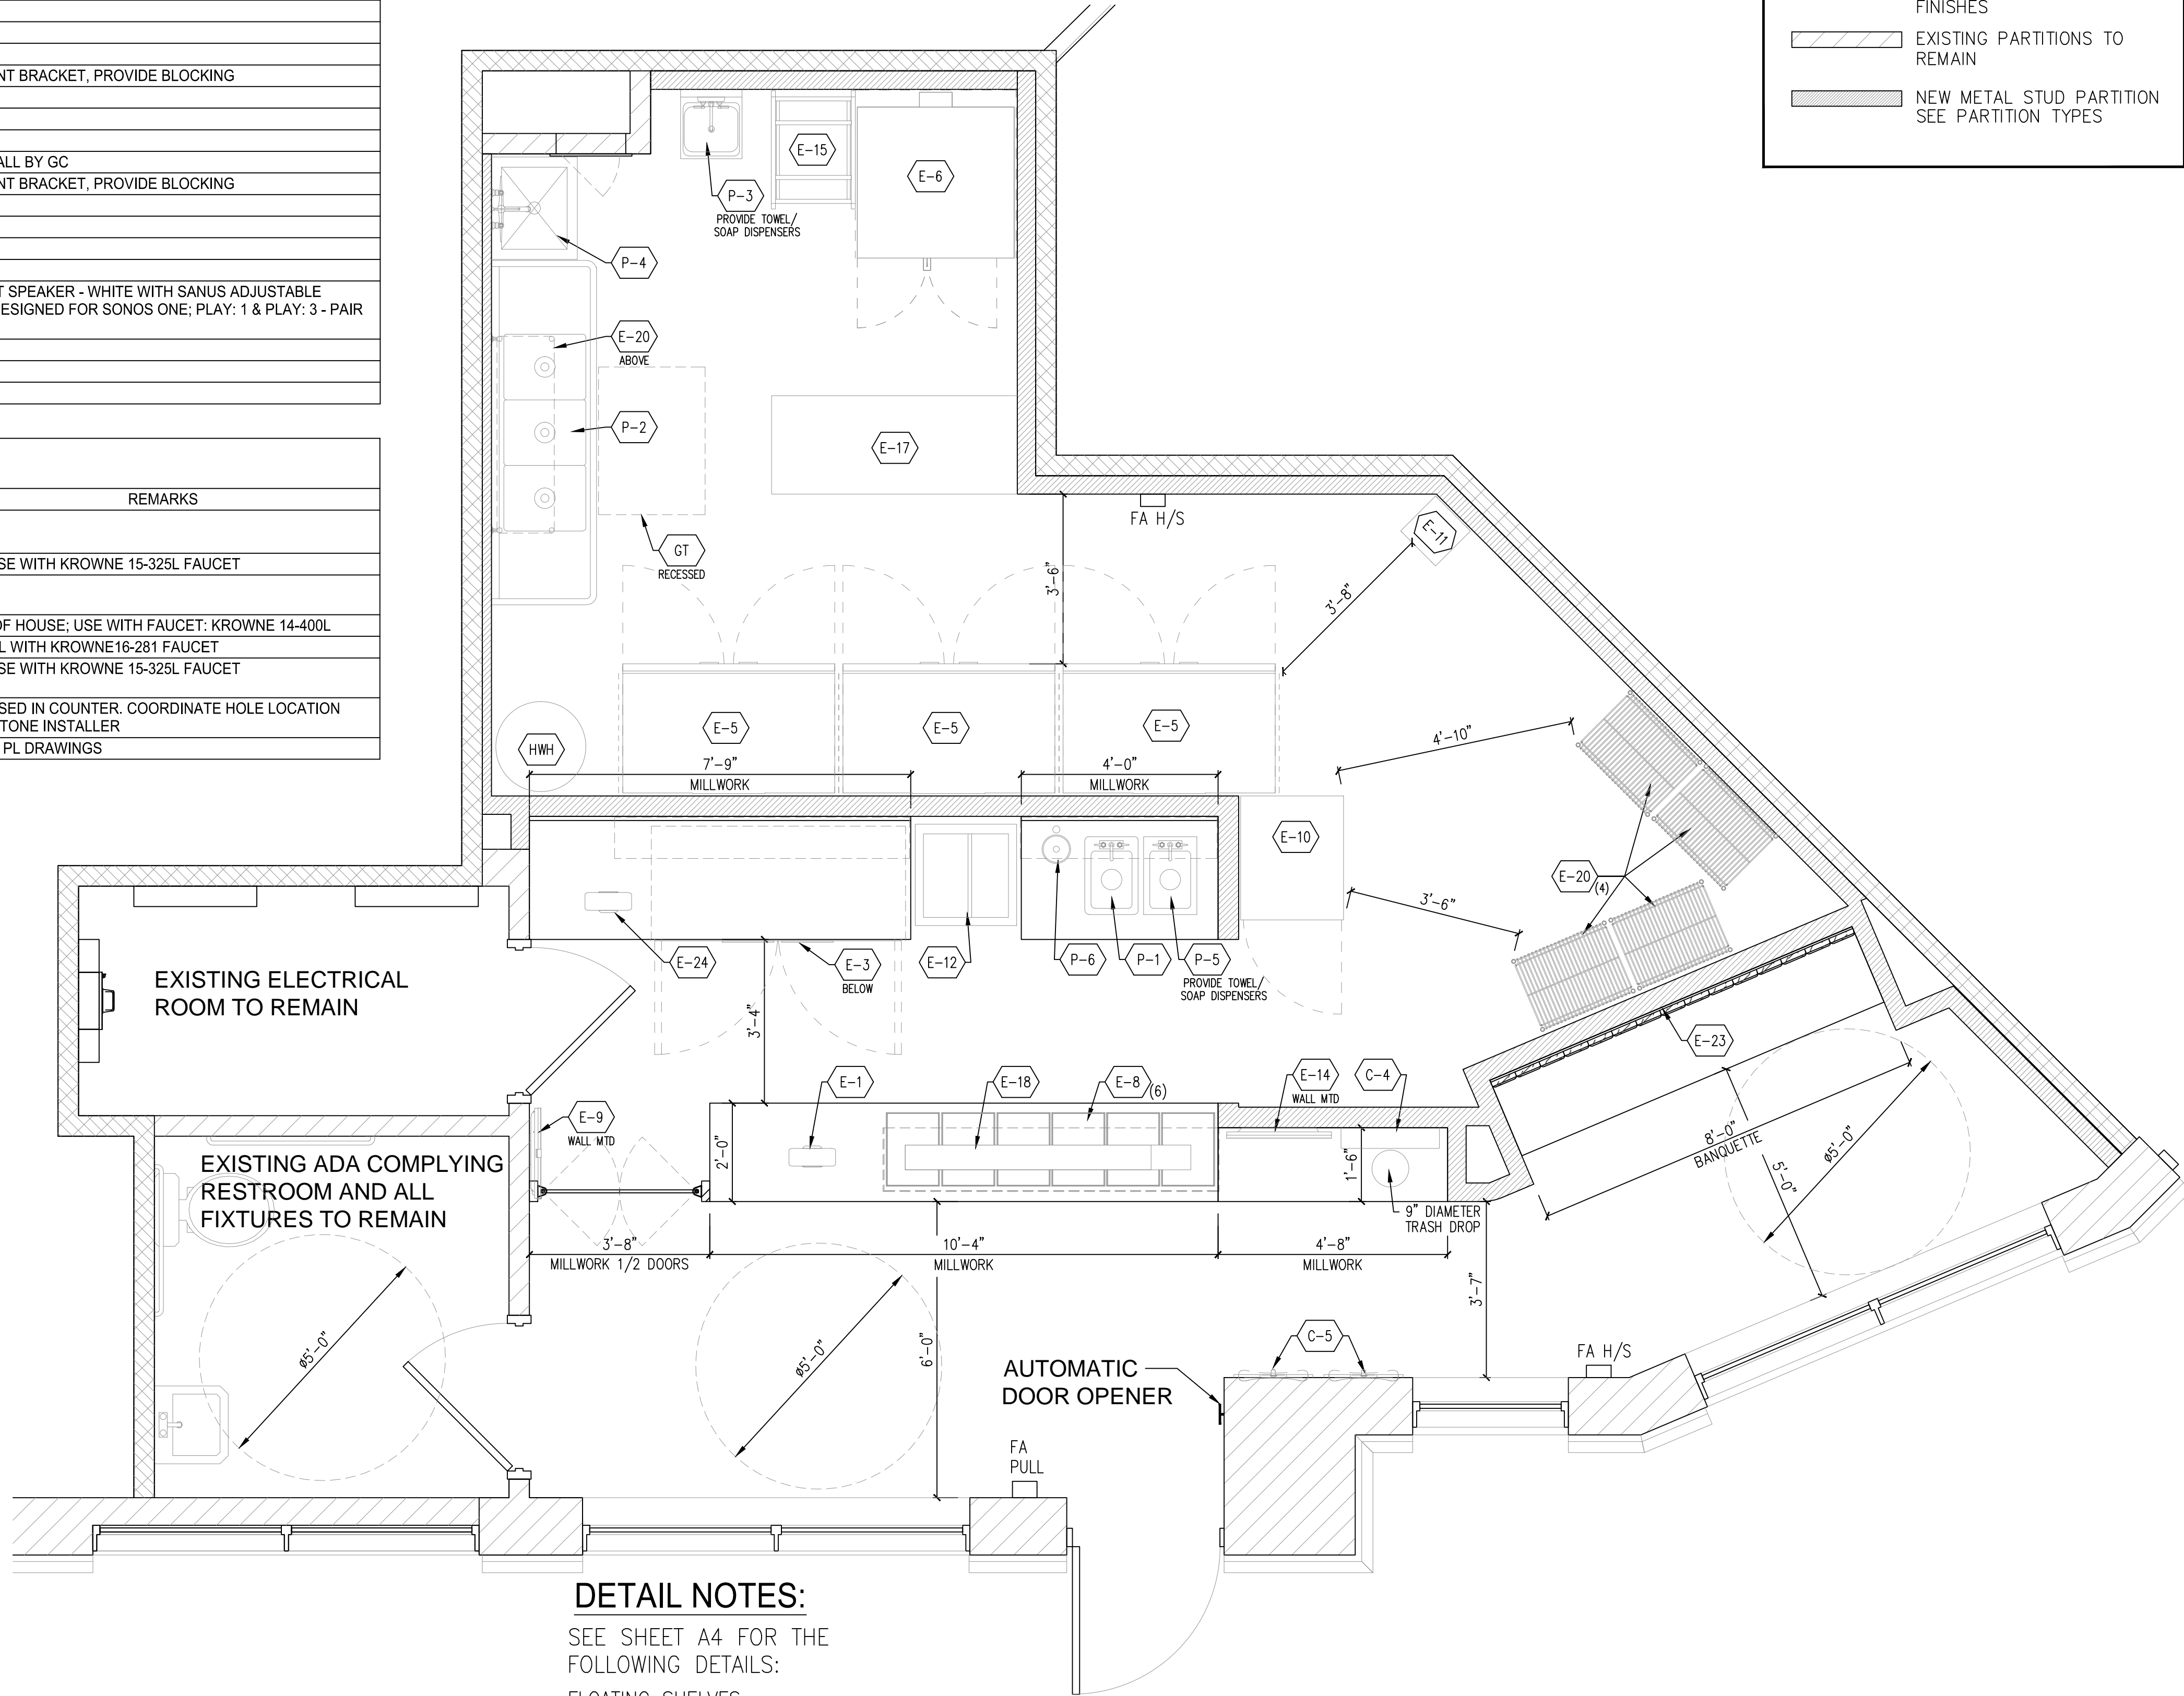 NT BRACKET, PROVIDE BLOCKING
ALL BY GC
NT BRACKET, PROVIDE BLOCKING
T SPEAKER - WHITE WITH SANUS ADJUSTABLE
ESIGNED FOR SONOS ONE; PLAY: 1 & PLAY: 3 - PAIR
REMARKS
SE WITH KROWNE 15-325L FAUCET
OF HOUSE; USE WITH FAUCET: KROWNE 14-400L
L WITH KROWNE16-281 FAUCET
SE WITH KROWNE 15-325L FAUCET
SED IN COUNTER. COORDINATE HOLE LOCATION
TONE INSTALLER
PL DRAWINGS
FINISHES
EXISTING PARTITIONS TO
REMAIN
NEW METAL STUD PARTITION
SEE PARTITION TYPES
E-15
E-6
P-3
PROVIDE TOWEL/
SOAP DISPENSERS
P-4
E-20
ABOVE
P-2
E-17
GT
RECESSED
FA H/S
E-11
3'-6"
3'-8"
E-5
E-5
E-5
HWH
7'-9"
MILLWORK
4'-0"
MILLWORK
4'-10"
E-10
E-20
(4)
3'-6"
E-24
E-3
BELOW
E-12
P-6
P-1
P-5
PROVIDE TOWEL/
SOAP DISPENSERS
EXISTING ELECTRICAL
ROOM TO REMAIN
3'-4"
E-23
E-1
E-18
E-8
(6)
E-14
WALL MTD
C-4
E-9
WALL MTD
2'-0"
1'-6"
8'-0"
BANQUETTE
5'-0"
ø5'-0"
EXISTING ADA COMPLYING
RESTROOM AND ALL
FIXTURES TO REMAIN
9" DIAMETER
TRASH DROP
3'-8"
MILLWORK 1/2 DOORS
10'-4"
MILLWORK
4'-8"
MILLWORK
3'-7"
ø5'-0"
ø5'-0"
6'-0"
C-5
FA H/S
AUTOMATIC
DOOR OPENER
FA
PULL
DETAIL NOTES:
SEE SHEET A4 FOR THE
FOLLOWING DETAILS:
FLOATING SHELVES